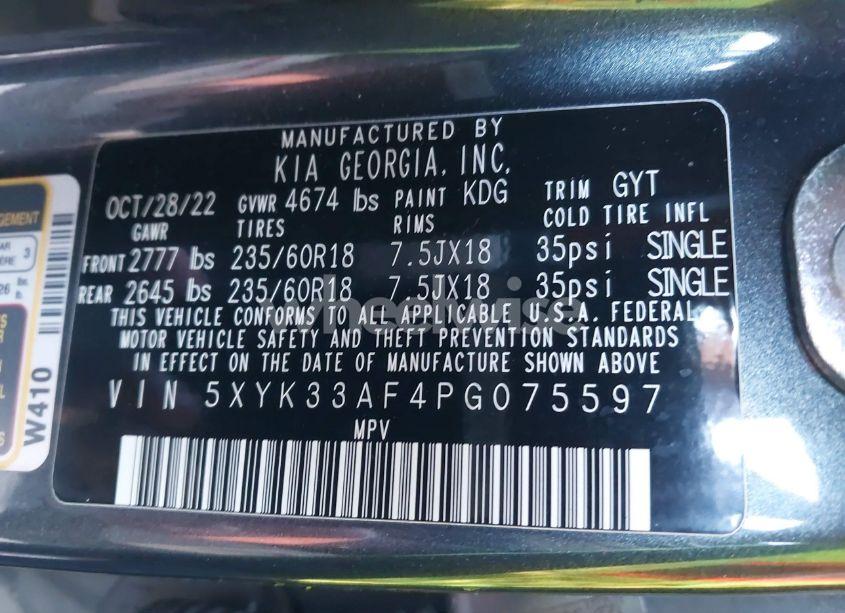 MANUFACTURED BY
KIA GEORGIA, INC.
OCT/28/22 GVWR 4674 lbs PAINT KDG TRIM GYT
GAWR TIRES RIMS COLD TIRE INFL
FRONT 2777 lbs 235/60R18 7.5JX18 35psi SINGLE
REAR 2645 lbs 235/60R18 7.5JX18 35psi SINGLE
THIS VEHICLE CONFORMS TO ALL APPLICABLE U.S.A. FEDERAL
MOTOR VEHICLE SAFETY AND THEFT PREVENTION STANDARDS
IN EFFECT ON THE DATE OF MANUFACTURE SHOWN ABOVE
VIN 5XYK33AF4PG075597
MPV
W410
3
26
wheelwise